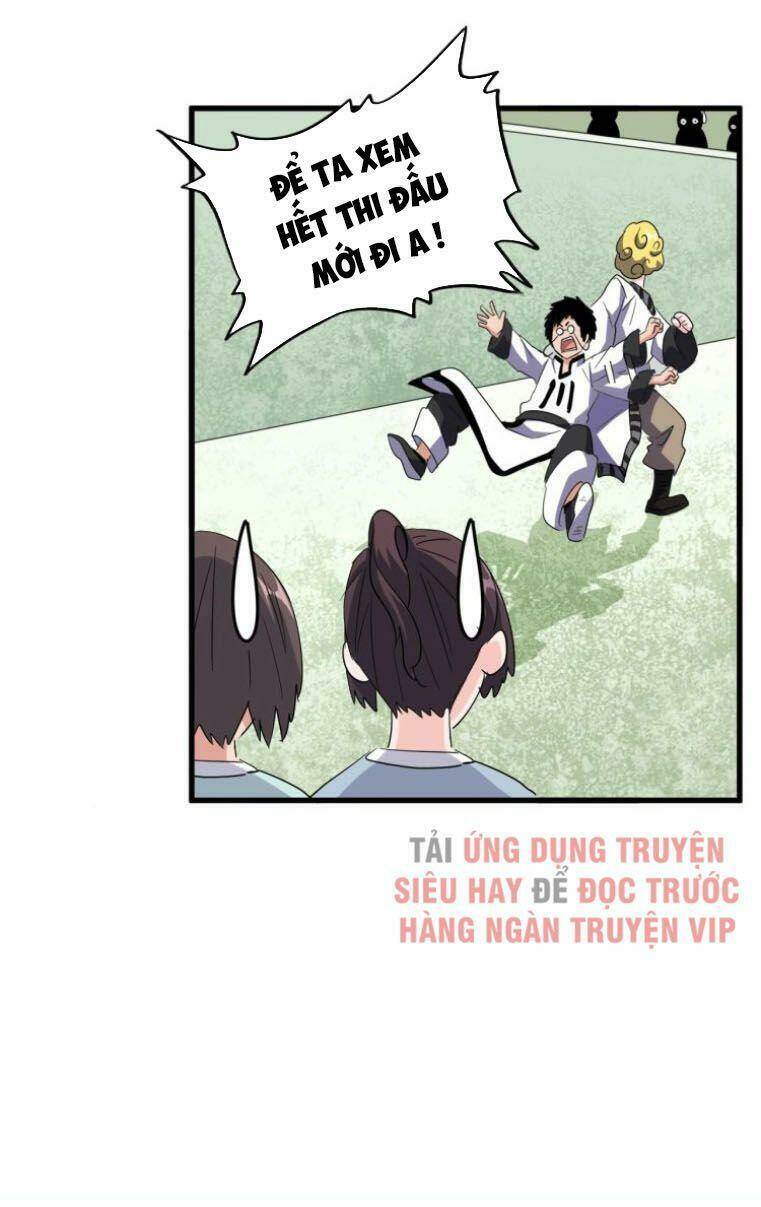 ĐỂ TA XEM
HẾT THI ĐẤU
MỚI ĐI A!
TẢI ỨNG DỤNG TRUYỆN
SIÊU HAY ĐỂ ĐỌC TRƯỚC
HÀNG NGÀN TRUYỆN VIP